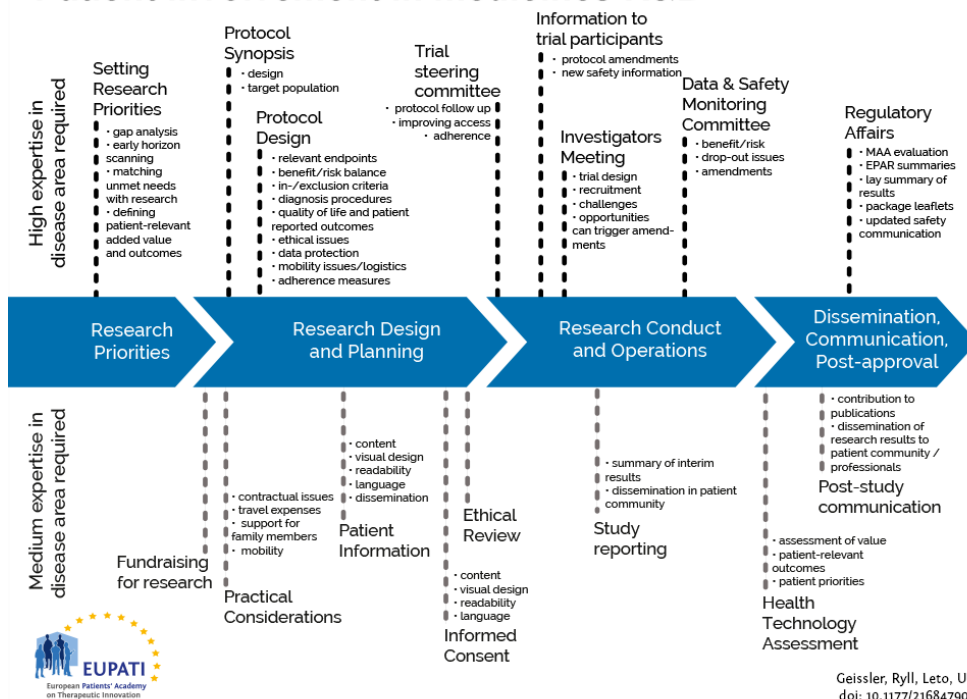 Setting
Research
Priorities
• gap analysis
• early horizon
scanning
• matching
unmet needs
with research
• defining
patient-relevant
added value
and outcomes
Protocol
Synopsis
• design
• target population
Protocol
Design
• relevant endpoints
• benefit/risk balance
• in-/exclusion criteria
• diagnosis procedures
• quality of life and patient
reported outcomes
• ethical issues
• data protection
• mobility issues/logistics
• adherence measures
Trial
steering
committee
• protocol follow up
• improving access
• adherence
Information to
trial participants
• protocol amendments
• new safety information
Investigators
Meeting
• trial design
• recruitment
• challenges
• opportunities
can trigger amend-
ments
Data & Safety
Monitoring
Committee
• benefit/risk
• drop-out issues
• amendments
Regulatory
Affairs
• MAA evaluation
• EPAR summaries
• lay summary of
results
• package leaflets
• updated safety
communication
High expertise in
disease area required
Research
Priorities
Research Design
and Planning
Research Conduct
and Operations
Dissemination,
Communication,
Post-approval
Medium expertise in
disease area required
Fundraising
for research
• contractual issues
• travel expenses
• support for
family members
• mobility
Practical
Considerations
• content
• visual design
• readability
• language
• dissemination
Patient
Information
Ethical
Review
• content
• visual design
• readability
• language
Informed
Consent
• summary of interim
results
• dissemination in patient
community
Study
reporting
• contribution to
publications
• dissemination of
research results to
patient community /
professionals
Post-study
communication
• assessment of value
• patient-relevant
outcomes
• patient priorities
Health
Technology
Assessment
EUPATI
European Patients' Academy
on Therapeutic Innovation
Geissler, Ryll, Leto, U
doi: 10.1177/21684790